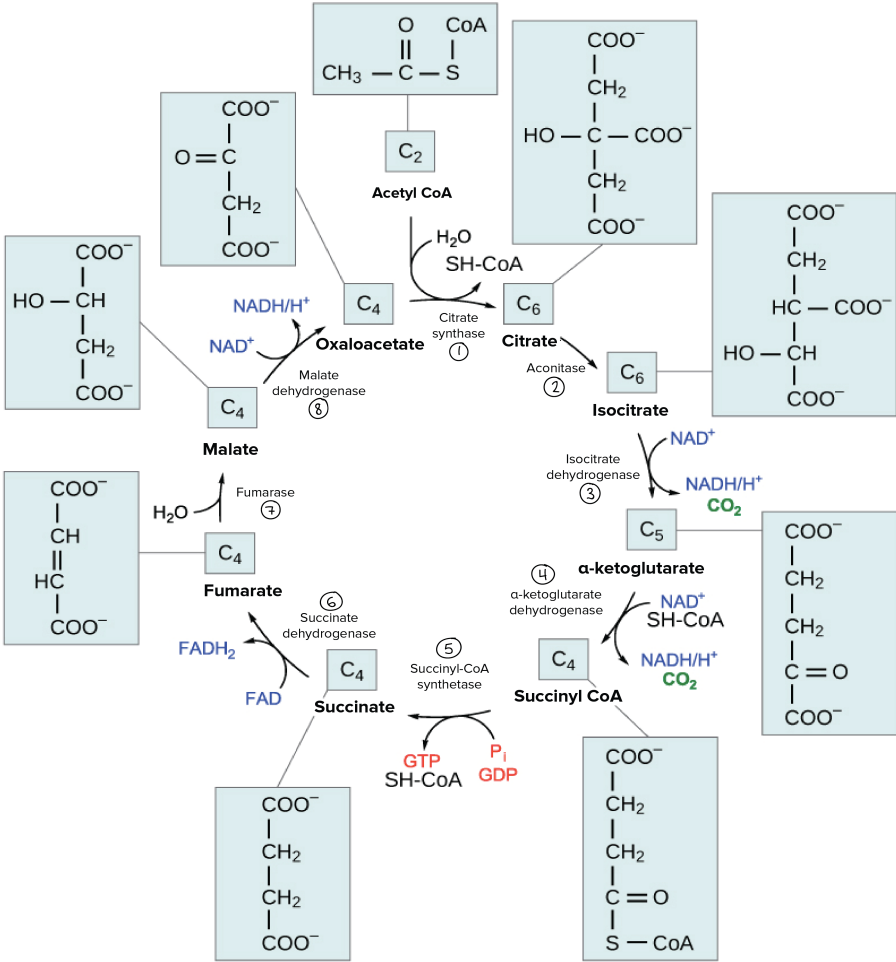 O CoA
CH₃ — C — S
C₂
Acetyl CoA
H₂O
SH-CoA
Citrate
synthase
①
COO⁻
CH₂
HO — C — COO⁻
CH₂
COO⁻
C₆
Citrate
Aconitase
②
COO⁻
CH₂
HC — COO⁻
HO — CH
COO⁻
C₆
Isocitrate
Isocitrate
dehydrogenase
③
NAD⁺
NADH/H⁺
CO₂
C₅
α-ketoglutarate
COO⁻
CH₂
CH₂
C = O
COO⁻
④
α-ketoglutarate
dehydrogenase
NAD⁺
SH-CoA
NADH/H⁺
CO₂
C₄
Succinyl CoA
COO⁻
CH₂
CH₂
C = O
S — CoA
⑤
Succinyl-CoA
synthetase
Pᵢ
GDP
GTP
SH-CoA
C₄
Succinate
COO⁻
CH₂
CH₂
COO⁻
⑥
Succinate
dehydrogenase
FADH₂
FAD
C₄
Fumarate
COO⁻
CH
HC
COO⁻
Fumarase
⑦
H₂O
C₄
Malate
COO⁻
HO — CH
CH₂
COO⁻
Malate
dehydrogenase
⑧
NAD⁺
NADH/H⁺
C₄
Oxaloacetate
COO⁻
O = C
CH₂
COO⁻